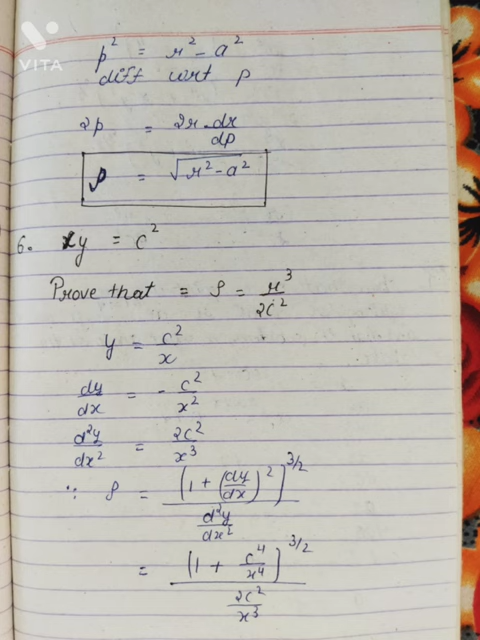 VITA
p² = r² - a²
diff wrt p
2p = 2r dr/dp
ρ = √(r² - a²)
6. xy = c²
Prove that = ρ = r³/2c²
y = c²/x
dy/dx = - c²/x²
d²y/dx² = 2c²/x³
∵ ρ = (1 + (dy/dx)²)^3/2 / d²y/dx²
= (1 + c⁴/x⁴)^3/2 / 2c²/x³